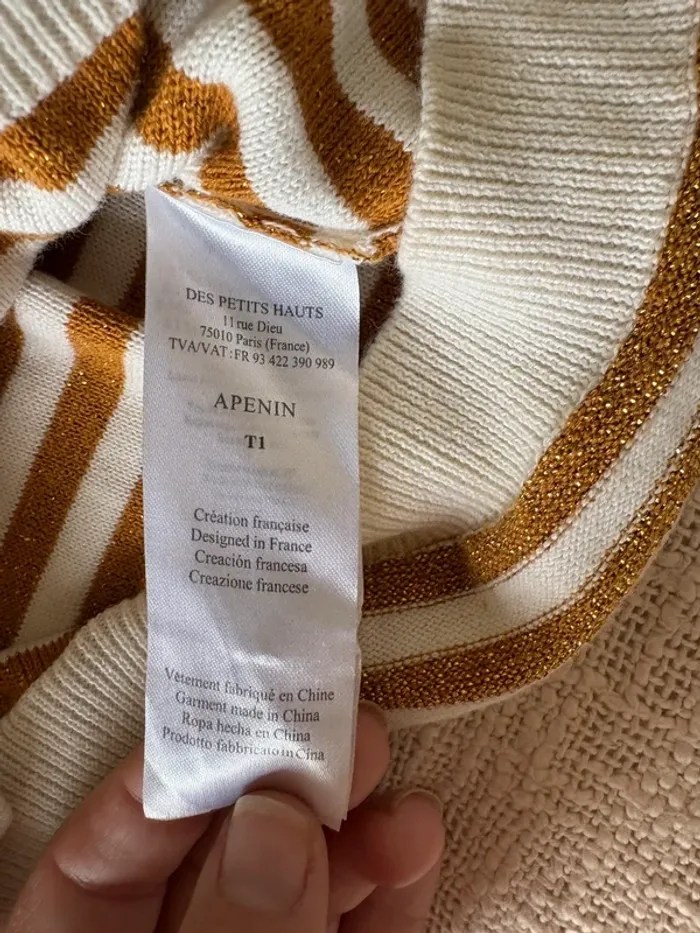 DES PETITS HAUTS
11 rue Dieu
75010 Paris (France)
TVA/VAT:FR 93 422 390 989
APENIN
T1
Création française
Designed in France
Creación francesa
Creazione francese
Vêtement fabriqué en Chine
Garment made in China
Ropa hecha en China
Prodotto fabbricato in Cina